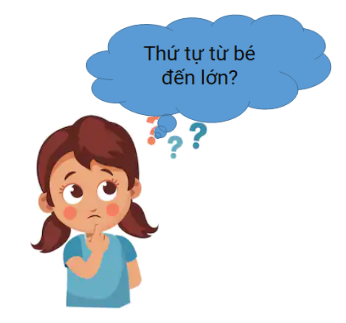 Thứ tự từ bé
đến lớn?
? ? ?